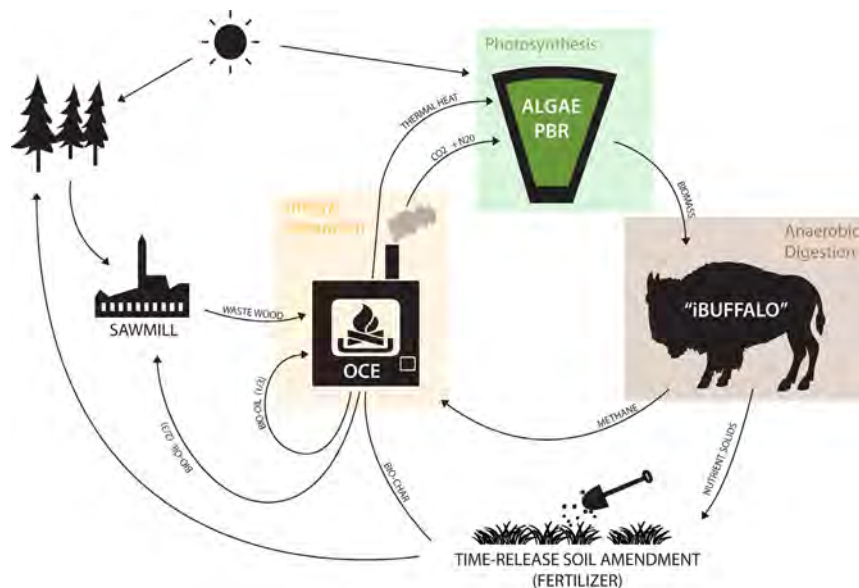 Photosynthesis
ALGAE
PBR
THERMAL HEAT
CO2 +N20
BIOMASS
Anaerobic
Digestion
"iBUFFALO"
SAWMILL
WASTE WOOD
OCE
BIO-OIL (1/3)
BIO-OIL (2/3)
BIO-CHAR
METHANE
NUTRIENT SOLIDS
TIME-RELEASE SOIL AMENDMENT
(FERTILIZER)